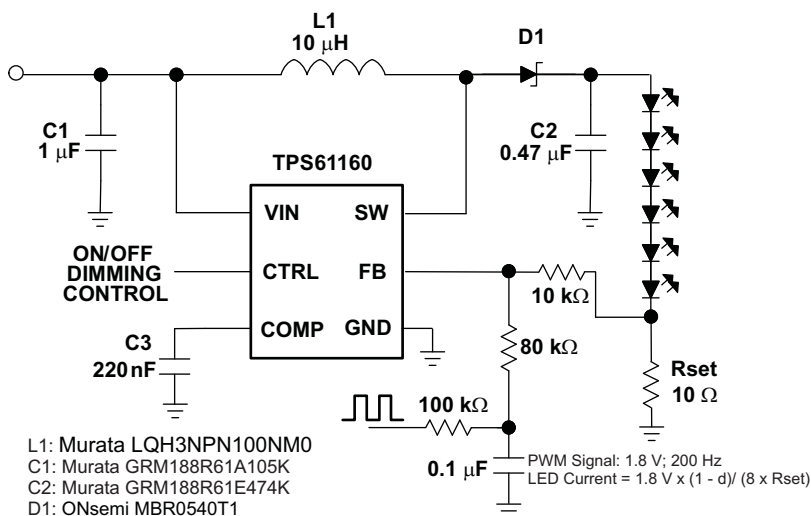 L1
10 μH
D1
C1
1 μF
C2
0.47 μF
TPS61160
VIN
SW
ON/OFF
DIMMING
CONTROL
CTRL
FB
10 kΩ
COMP
GND
C3
220 nF
80 kΩ
Rset
10 Ω
100 kΩ
0.1 μF
L1: Murata LQH3NPN100NM0
C1: Murata GRM188R61A105K
C2: Murata GRM188R61E474K
D1: ONsemi MBR0540T1
PWM Signal: 1.8 V; 200 Hz
LED Current = 1.8 V x (1 - d)/ (8 x Rset)